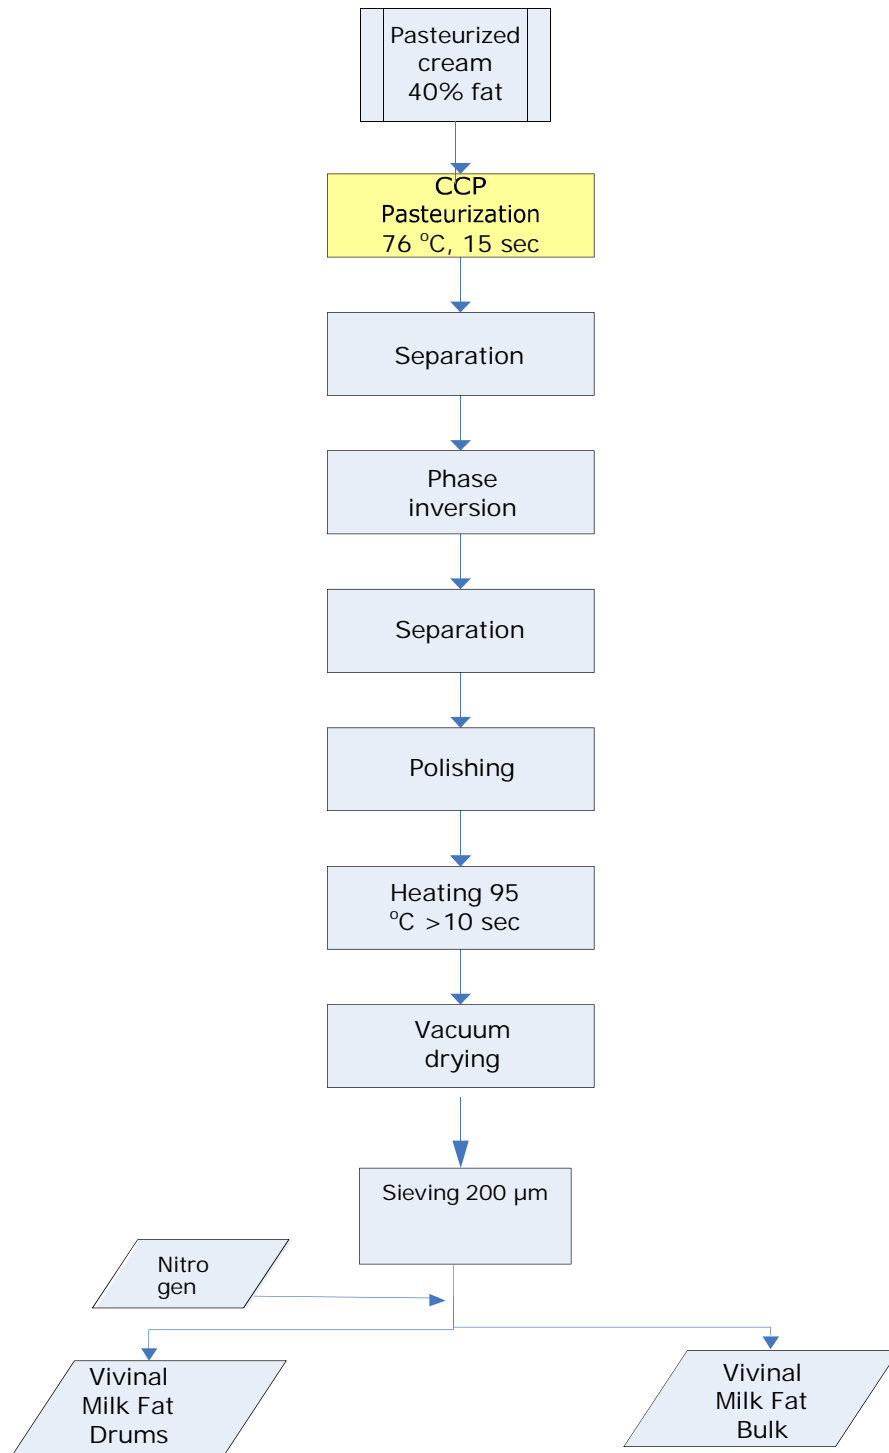 Pasteurized
cream
40% fat
CCP
Pasteurization
76 °C, 15 sec
Separation
Phase
inversion
Separation
Polishing
Heating 95
°C >10 sec
Vacuum
drying
Sieving 200 µm
Nitro
gen
Vivinal
Milk Fat
Drums
Vivinal
Milk Fat
Bulk